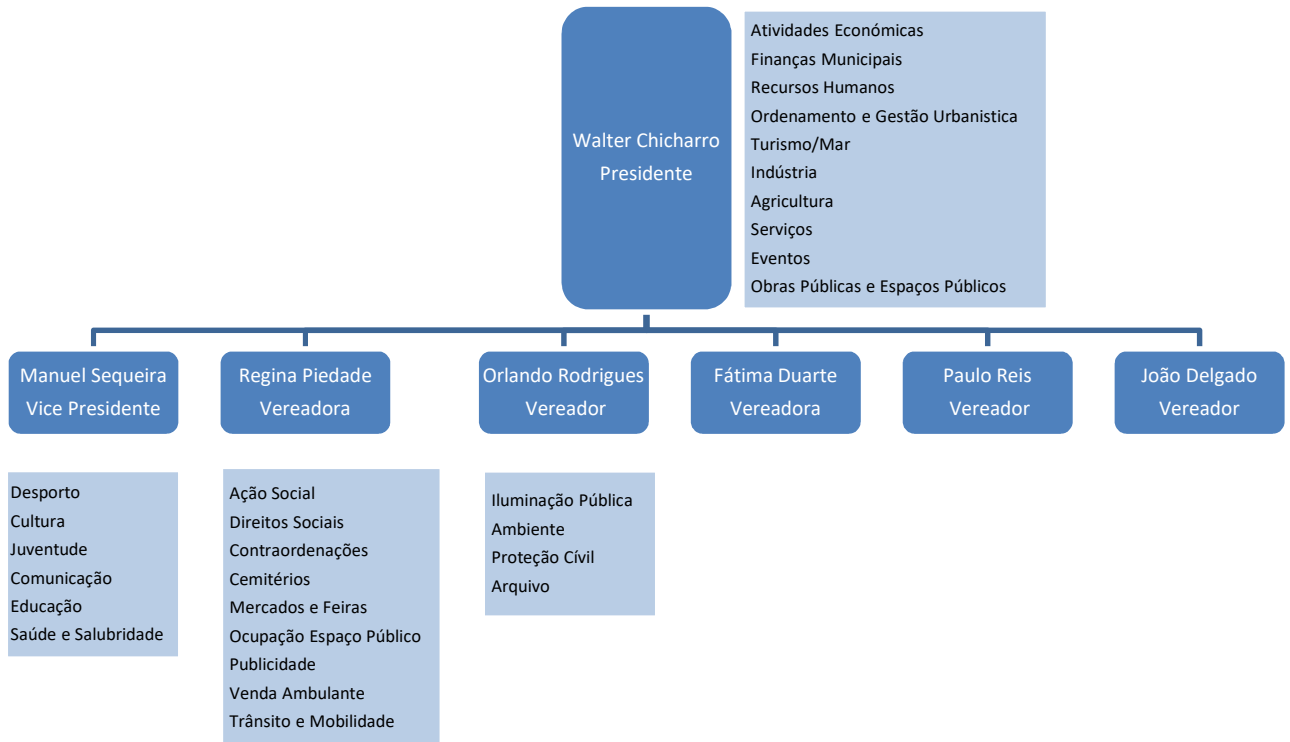 Walter Chicharro
Presidente
Atividades Económicas
Finanças Municipais
Recursos Humanos
Ordenamento e Gestão Urbanistica
Turismo/Mar
Indústria
Agricultura
Serviços
Eventos
Obras Públicas e Espaços Públicos
Manuel Sequeira
Vice Presidente
Regina Piedade
Vereadora
Orlando Rodrigues
Vereador
Fátima Duarte
Vereadora
Paulo Reis
Vereador
João Delgado
Vereador
Desporto
Cultura
Juventude
Comunicação
Educação
Saúde e Salubridade
Ação Social
Direitos Sociais
Contraordenações
Cemitérios
Mercados e Feiras
Ocupação Espaço Público
Publicidade
Venda Ambulante
Trânsito e Mobilidade
Iluminação Pública
Ambiente
Proteção Cívil
Arquivo